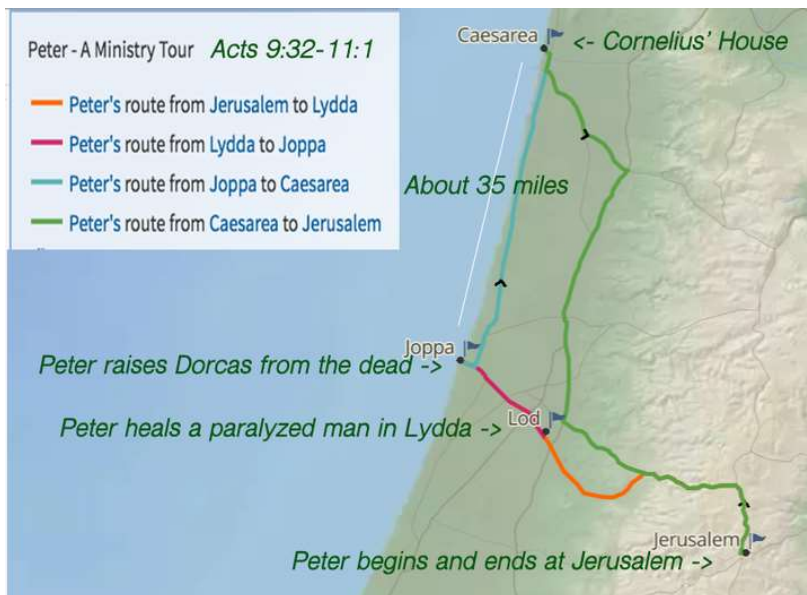 Caesarea
<- Cornelius' House
Peter - A Ministry Tour Acts 9:32-11:1
Peter's route from Jerusalem to Lydda
Peter's route from Lydda to Joppa
Peter's route from Joppa to Caesarea
About 35 miles
Peter's route from Caesarea to Jerusalem
Joppa
Peter raises Dorcas from the dead ->
Lod
Peter heals a paralyzed man in Lydda ->
Jerusalem
Peter begins and ends at Jerusalem ->